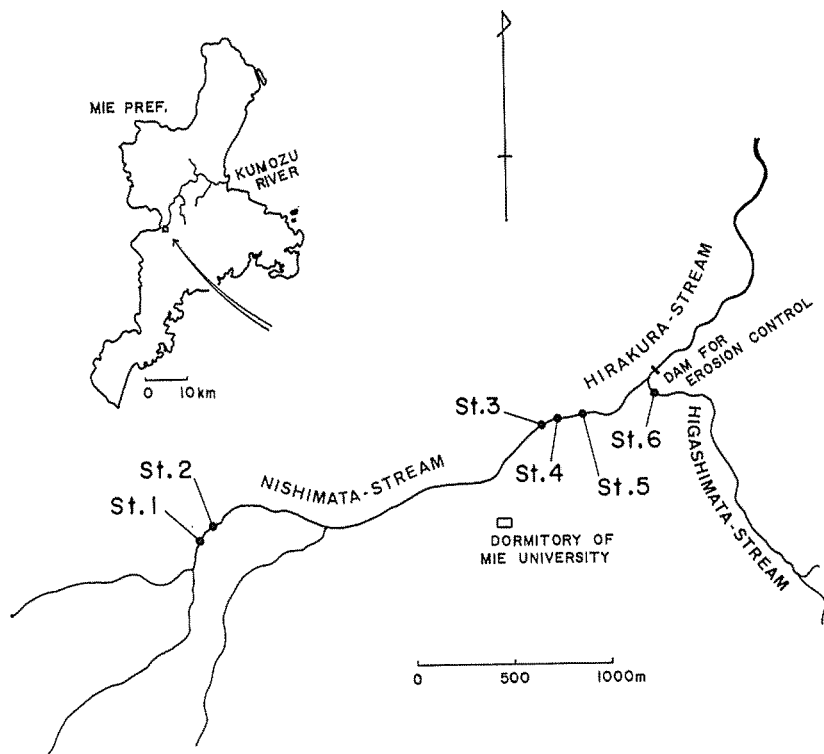 MIE PREF.
KUMOZU
RIVER
0 10km
HIRAKURA-STREAM
DAM FOR
EROSION CONTROL
St.3
St.4
St.5
St.6
St.2
St.1
NISHIMATA-STREAM
HIGASHIMATA-STREAM
DORMITORY OF
MIE UNIVERSITY
0 500 1000m